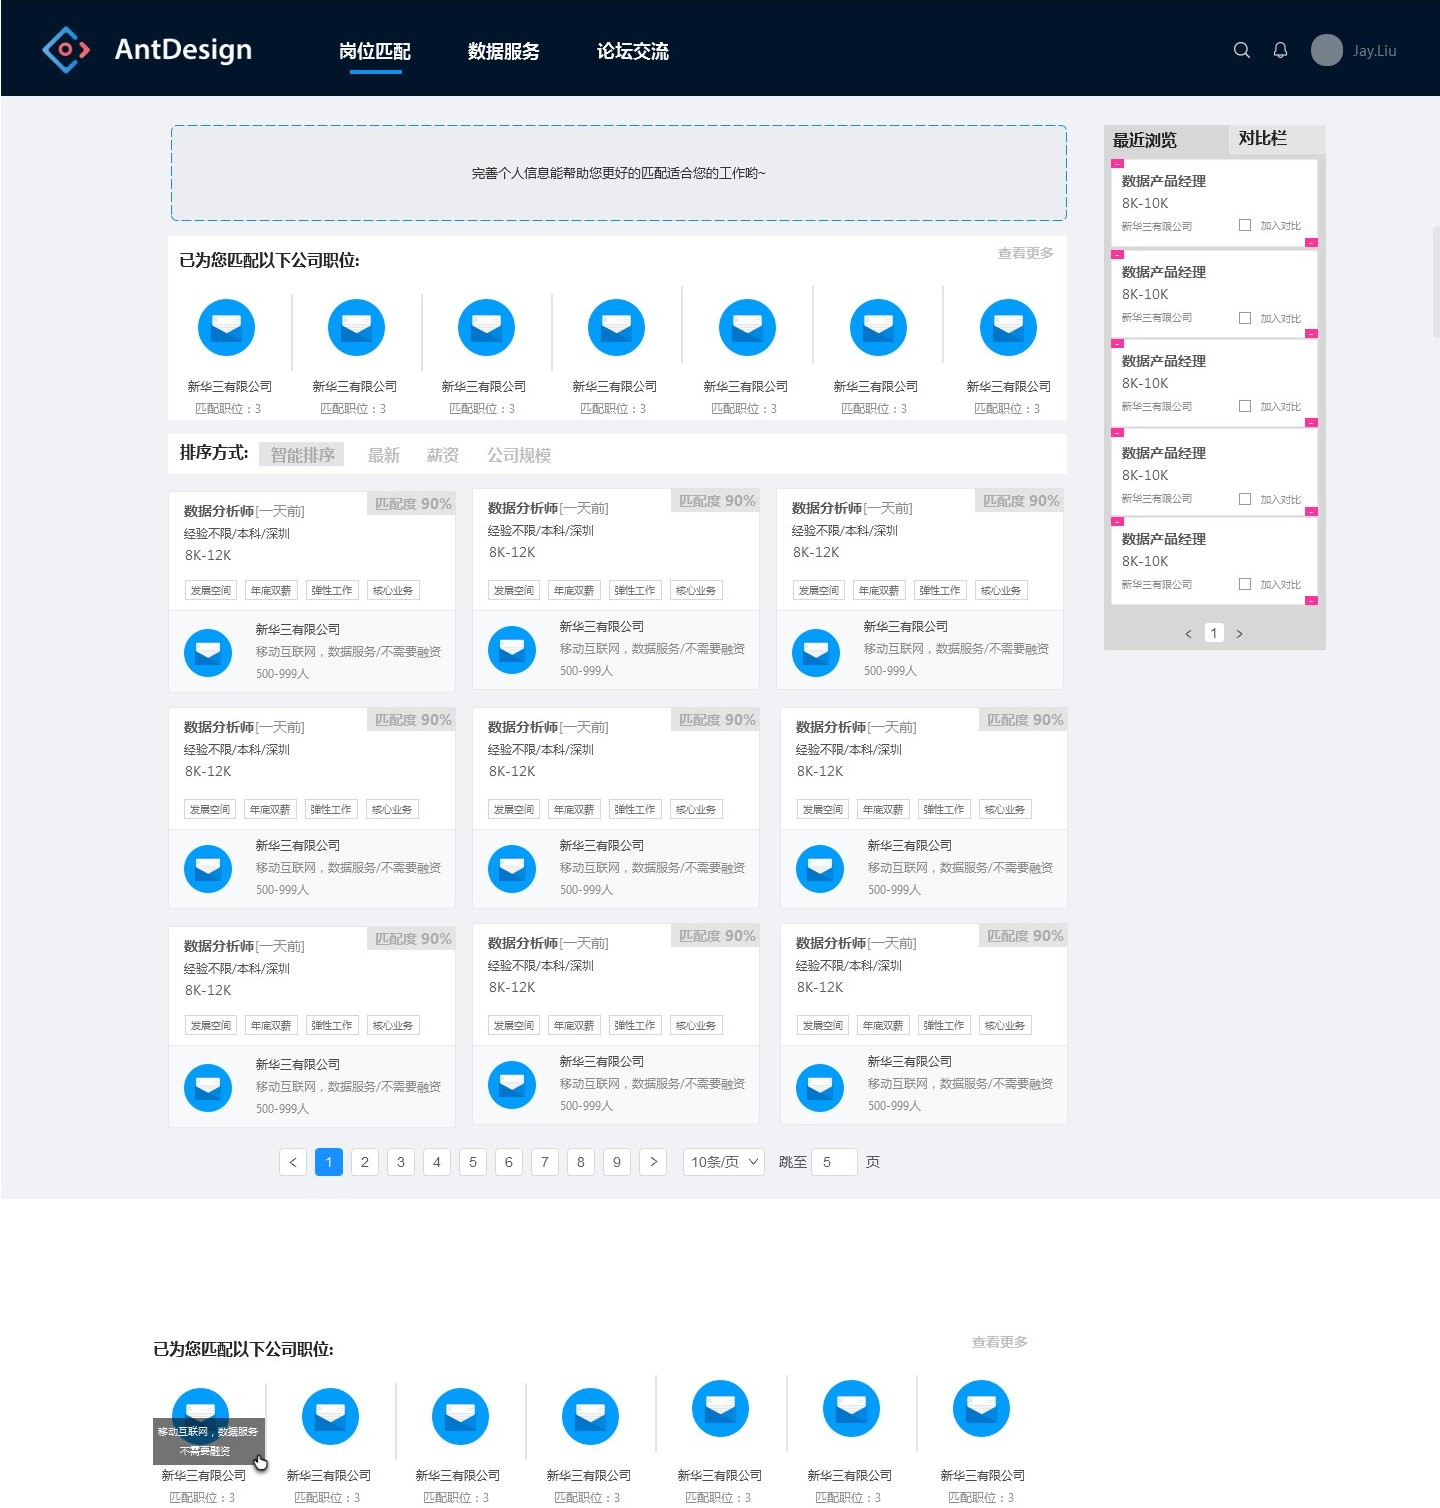 AntDesign 岗位匹配 数据服务 论坛交流 Jay.Liu
完善个人信息能帮助您更好的匹配适合您的工作哟~
已为您匹配以下公司职位: 查看更多
新华三有限公司 新华三有限公司 新华三有限公司 新华三有限公司 新华三有限公司 新华三有限公司 新华三有限公司
匹配职位：3 匹配职位：3 匹配职位：3 匹配职位：3 匹配职位：3 匹配职位：3 匹配职位：3
排序方式: 智能排序 最新 薪资 公司规模
数据分析师[一天前] 匹配度 90%
经验不限/本科/深圳
8K-12K
发展空间 年底双薪 弹性工作 核心业务
新华三有限公司
移动互联网，数据服务/不需要融资
500-999人
数据分析师[一天前] 匹配度 90%
经验不限/本科/深圳
8K-12K
发展空间 年底双薪 弹性工作 核心业务
新华三有限公司
移动互联网，数据服务/不需要融资
500-999人
数据分析师[一天前] 匹配度 90%
经验不限/本科/深圳
8K-12K
发展空间 年底双薪 弹性工作 核心业务
新华三有限公司
移动互联网，数据服务/不需要融资
500-999人
数据分析师[一天前] 匹配度 90%
经验不限/本科/深圳
8K-12K
发展空间 年底双薪 弹性工作 核心业务
新华三有限公司
移动互联网，数据服务/不需要融资
500-999人
数据分析师[一天前] 匹配度 90%
经验不限/本科/深圳
8K-12K
发展空间 年底双薪 弹性工作 核心业务
新华三有限公司
移动互联网，数据服务/不需要融资
500-999人
数据分析师[一天前] 匹配度 90%
经验不限/本科/深圳
8K-12K
发展空间 年底双薪 弹性工作 核心业务
新华三有限公司
移动互联网，数据服务/不需要融资
500-999人
数据分析师[一天前] 匹配度 90%
经验不限/本科/深圳
8K-12K
发展空间 年底双薪 弹性工作 核心业务
新华三有限公司
移动互联网，数据服务/不需要融资
500-999人
数据分析师[一天前] 匹配度 90%
经验不限/本科/深圳
8K-12K
发展空间 年底双薪 弹性工作 核心业务
新华三有限公司
移动互联网，数据服务/不需要融资
500-999人
数据分析师[一天前] 匹配度 90%
经验不限/本科/深圳
8K-12K
发展空间 年底双薪 弹性工作 核心业务
新华三有限公司
移动互联网，数据服务/不需要融资
500-999人
< 1 2 3 4 5 6 7 8 9 > 10条/页 跳至 5 页
最近浏览 对比栏
数据产品经理
8K-10K
新华三有限公司 加入对比
数据产品经理
8K-10K
新华三有限公司 加入对比
数据产品经理
8K-10K
新华三有限公司 加入对比
数据产品经理
8K-10K
新华三有限公司 加入对比
数据产品经理
8K-10K
新华三有限公司 加入对比
< 1 >
已为您匹配以下公司职位: 查看更多
移动互联网，数据服务
不需要融资
新华三有限公司 新华三有限公司 新华三有限公司 新华三有限公司 新华三有限公司 新华三有限公司 新华三有限公司
匹配职位：3 匹配职位：3 匹配职位：3 匹配职位：3 匹配职位：3 匹配职位：3 匹配职位：3